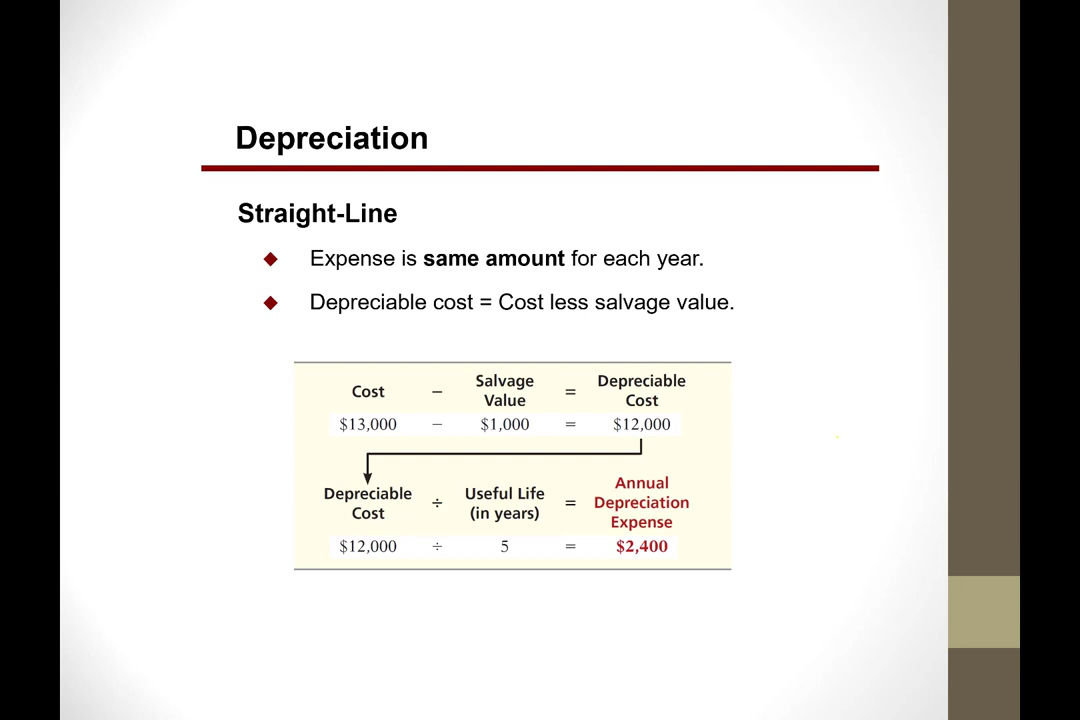 Depreciation
Straight-Line
Expense is same amount for each year.
Depreciable cost = Cost less salvage value.
Cost − Salvage Value = Depreciable Cost
$13,000 − $1,000 = $12,000
Depreciable Cost ÷ Useful Life (in years) = Annual Depreciation Expense
$12,000 ÷ 5 = $2,400